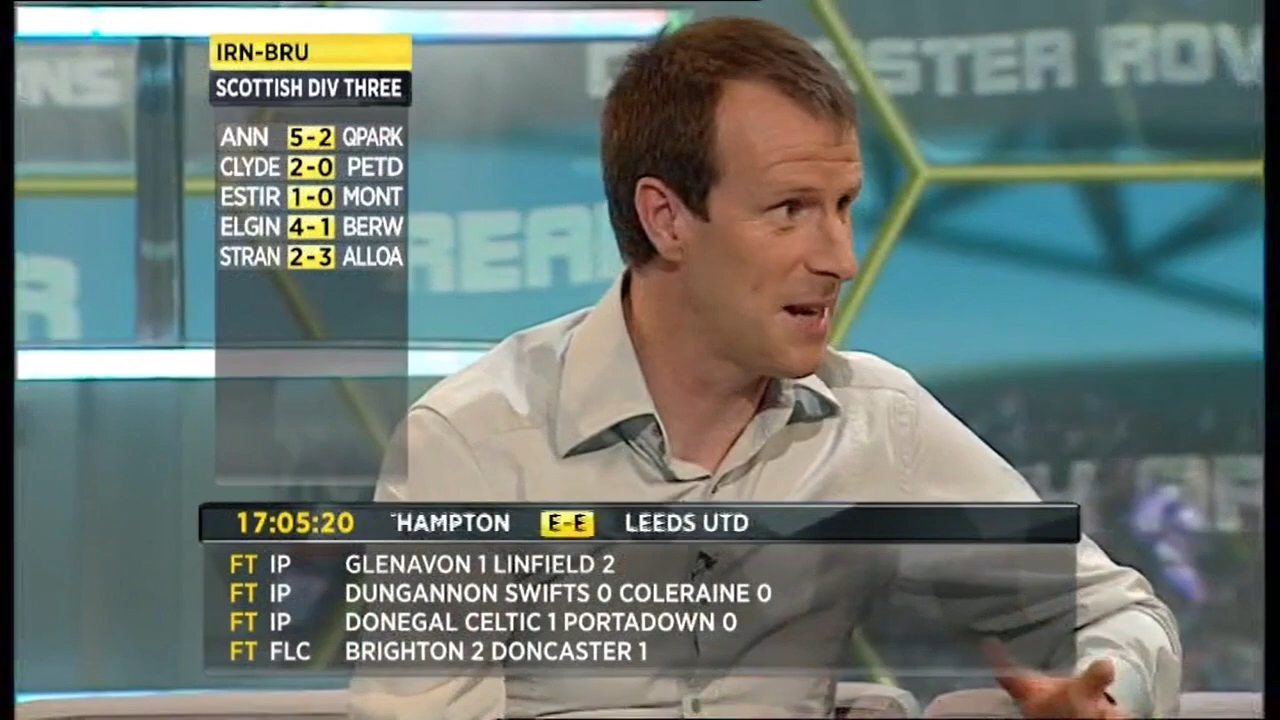 IRN-BRU
SCOTTISH DIV THREE
ANN 5-2 QPARK
CLYDE 2-0 PETD
ESTIR 1-0 MONT
ELGIN 4-1 BERW
STRAN 2-3 ALLOA
17:05:20 HAMPTON LEEDS UTD
FT IP GLENAVON 1 LINFIELD 2
FT IP DUNGANNON SWIFTS 0 COLERAINE 0
FT IP DONEGAL CELTIC 1 PORTADOWN 0
FT FLC BRIGHTON 2 DONCASTER 1